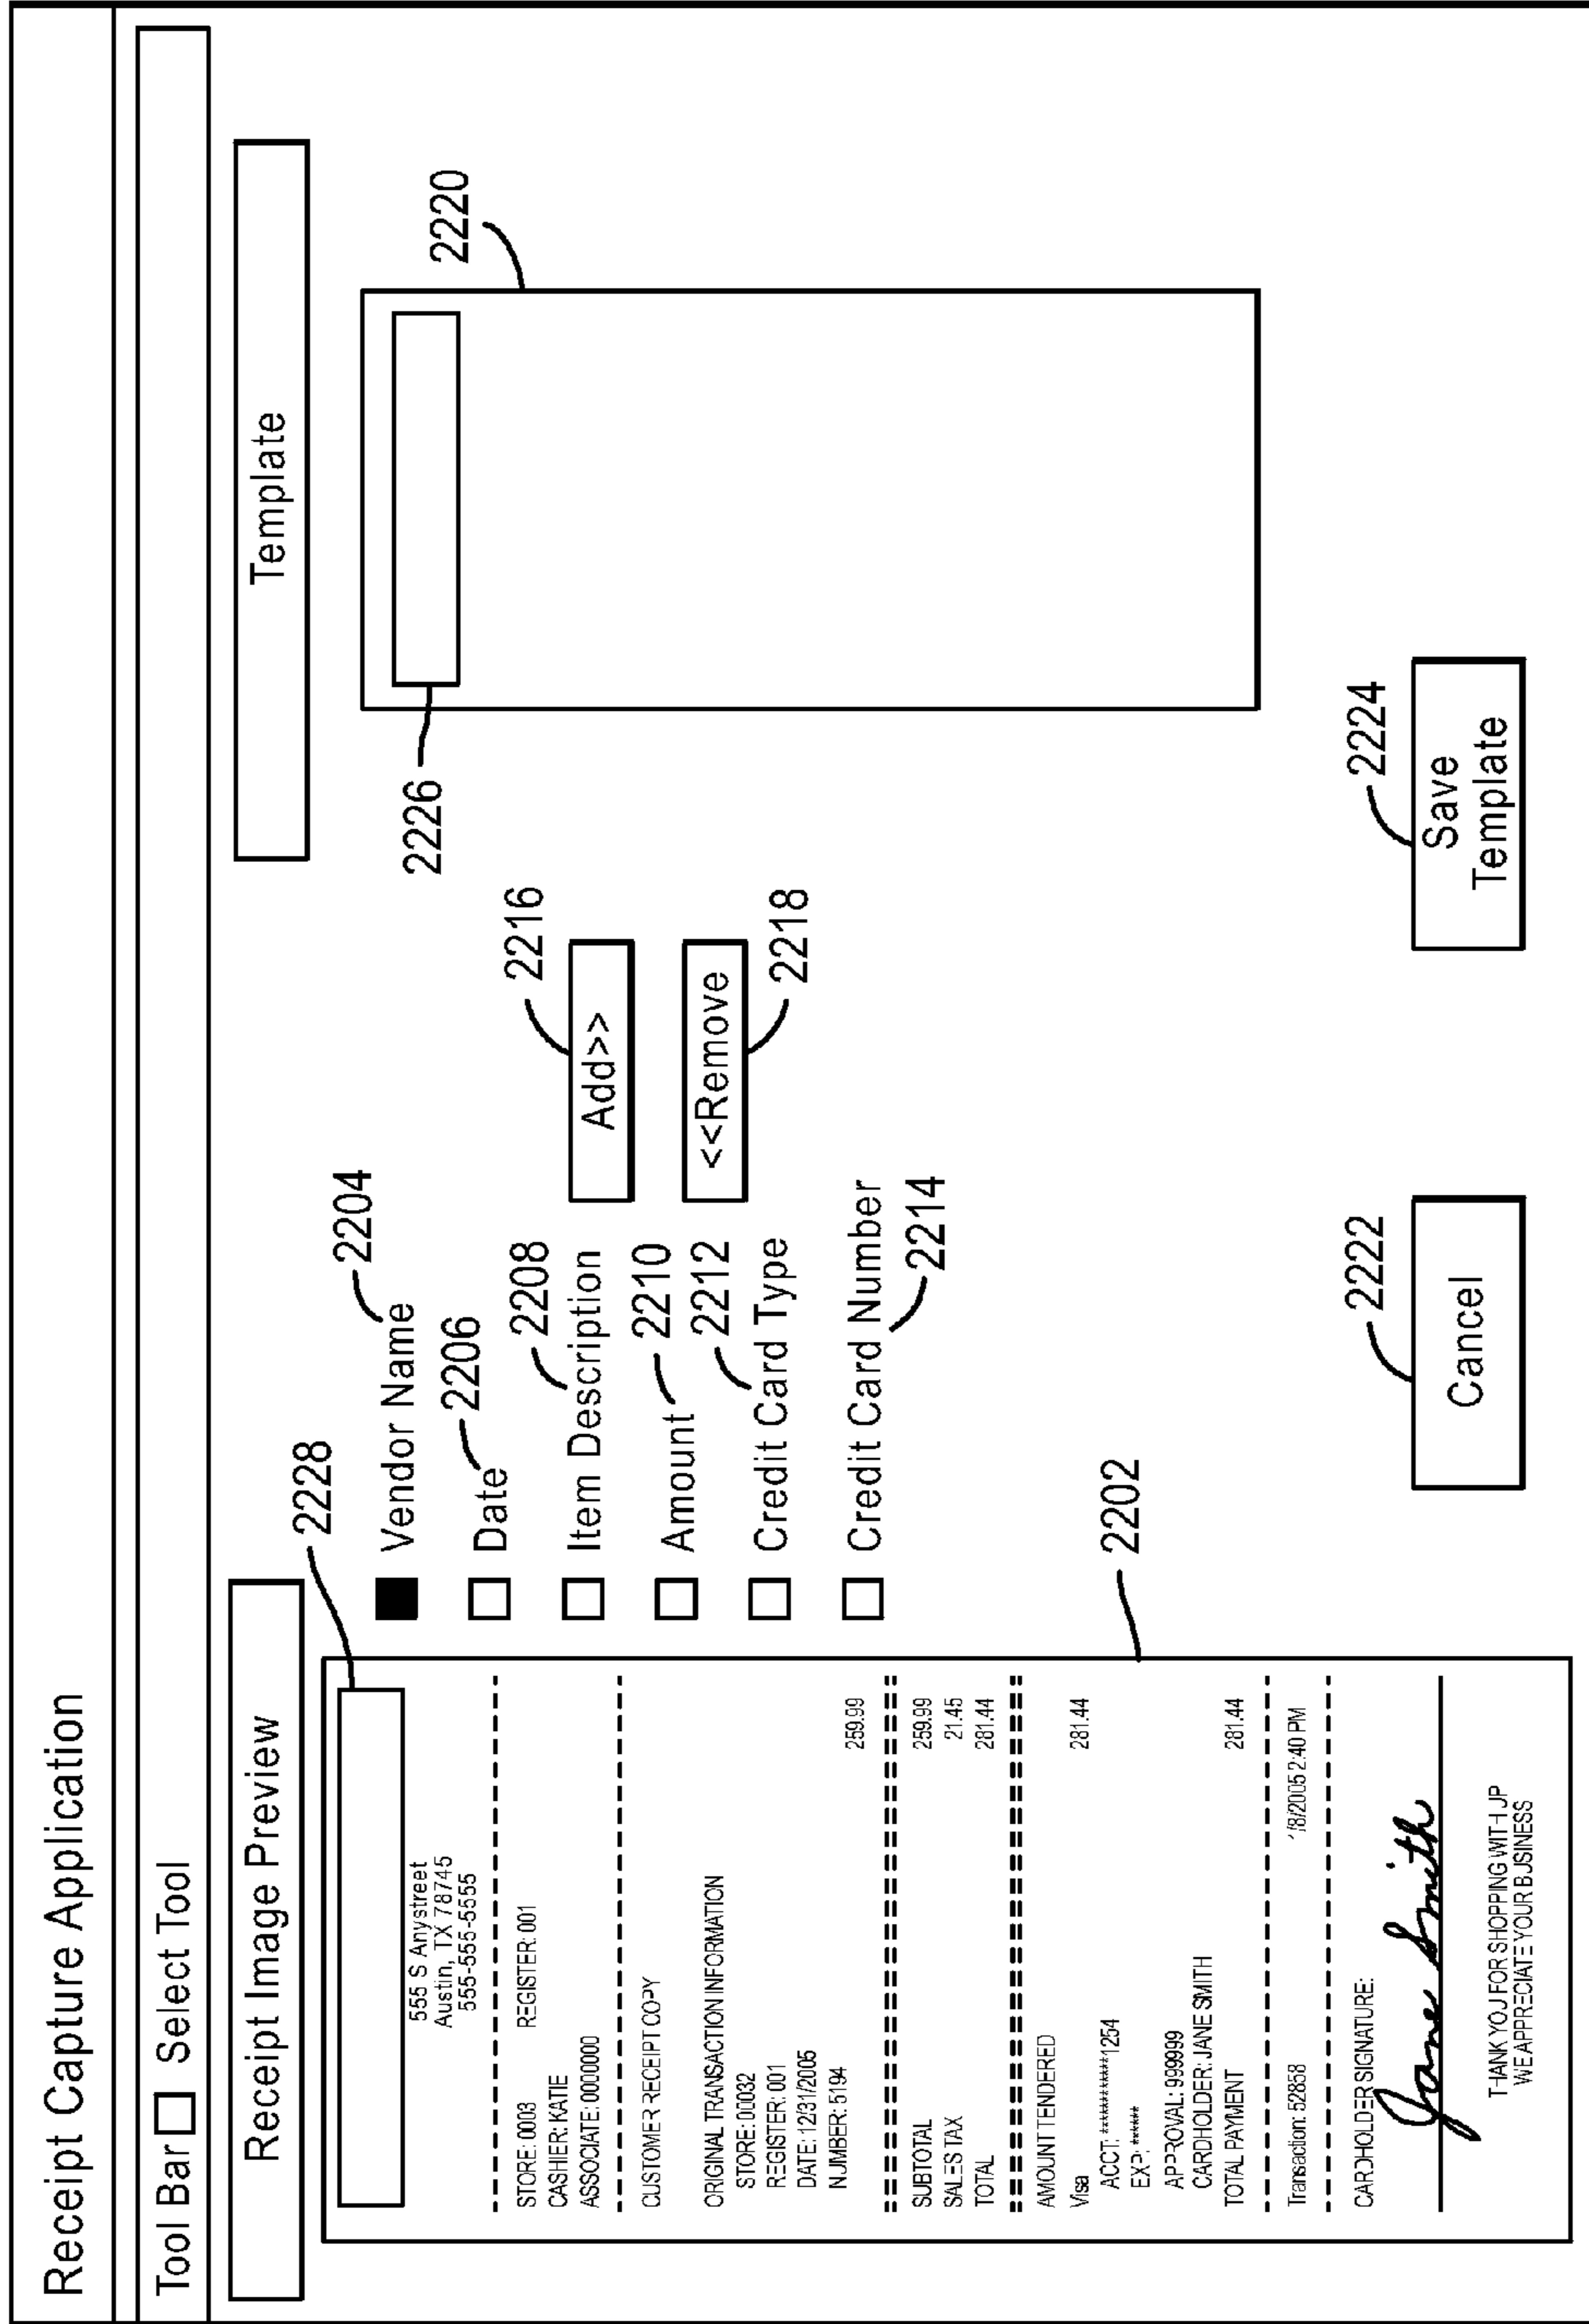 Receipt Capture Application
Tool Bar Select Tool
Receipt Image Preview
Template
2228
555 S Anystreet
Austin, TX 78745
555-555-5555
STORE: 0003 REGISTER: 001
CASHIER: KATIE
ASSOCIATE: 0000000
CUSTOMER RECEIPT COPY
ORIGINAL TRANSACTION INFORMATION
STORE: 00032
REGISTER: 001
DATE: 12/31/2005
NUMBER: 5194
259.99
SUBTOTAL 259.99
SALES TAX 21.45
TOTAL 281.44
AMOUNT TENDERED
Visa 281.44
ACCT: ************1254
EXP: ******
APPROVAL: 999999
CARDHOLDER: JANE SMITH
TOTAL PAYMENT 281.44
Transaction: 52858 /8/2005 2:40 PM
CARDHOLDER SIGNATURE:
Jane Smith
THANK YOU FOR SHOPPING WITH JP
WE APPRECIATE YOUR BUSINESS
2202
Vendor Name 2204
Date 2206
Item Description 2208
Amount 2210
Credit Card Type 2212
Credit Card Number 2214
Add>> 2216
<<Remove 2218
2226
2220
Cancel 2222
Save
Template 2224